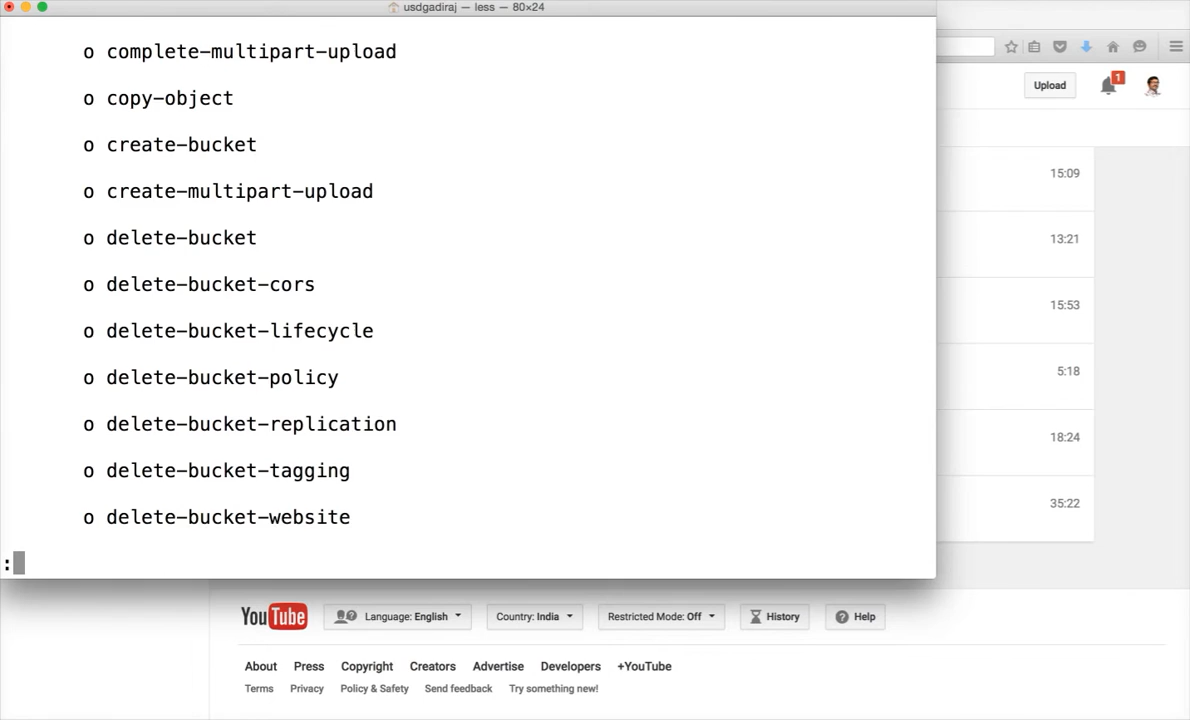 usdgadiraj — less — 80×24
o complete-multipart-upload
o copy-object
o create-bucket
o create-multipart-upload
o delete-bucket
o delete-bucket-cors
o delete-bucket-lifecycle
o delete-bucket-policy
o delete-bucket-replication
o delete-bucket-tagging
o delete-bucket-website
:
Upload
1
15:09
13:21
15:53
5:18
18:24
35:22
YouTube Language: English Country: India Restricted Mode: Off History Help
About Press Copyright Creators Advertise Developers +YouTube
Terms Privacy Policy & Safety Send feedback Try something new!